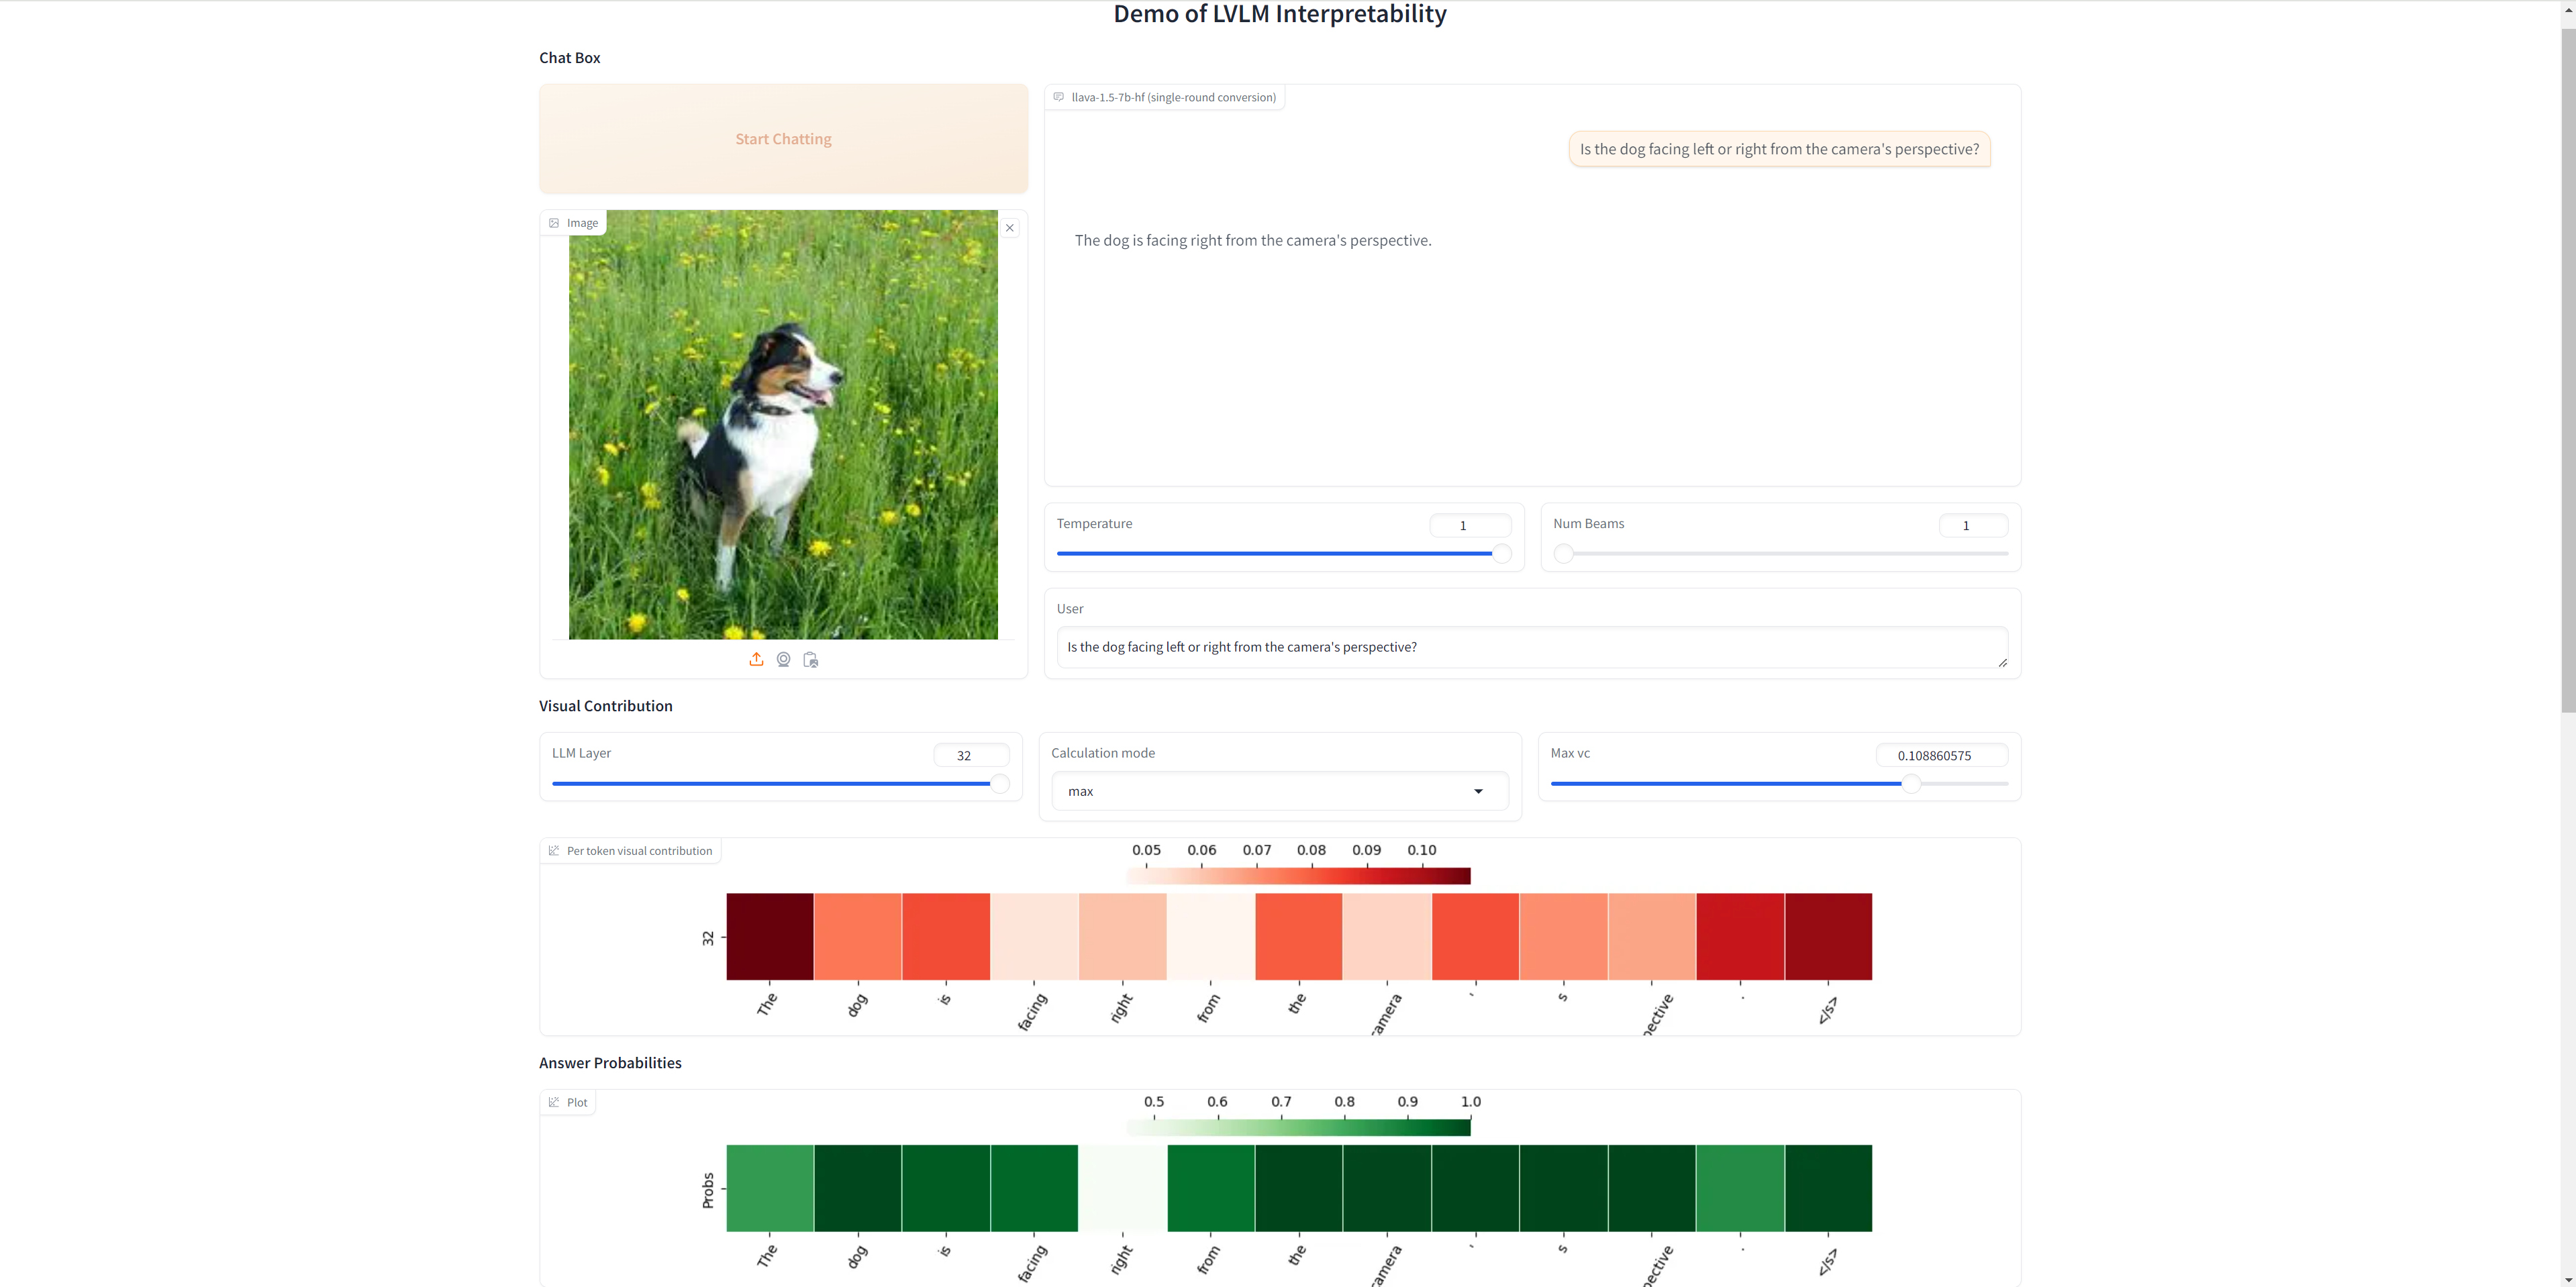 Demo of LVLM Interpretability
Chat Box
Start Chatting
Image
llava-1.5-7b-hf (single-round conversion)
Is the dog facing left or right from the camera's perspective?
The dog is facing right from the camera's perspective.
Temperature
1
Num Beams
1
User
Is the dog facing left or right from the camera's perspective?
Visual Contribution
LLM Layer
32
Calculation mode
max
Max vc
0.108860575
Per token visual contribution
0.05 0.06 0.07 0.08 0.09 0.10
32
The dog is facing right from the amera ' s pective . </s>
Answer Probabilities
Plot
0.5 0.6 0.7 0.8 0.9 1.0
Probs
The dog is facing right from the amera ' s pective . </s>